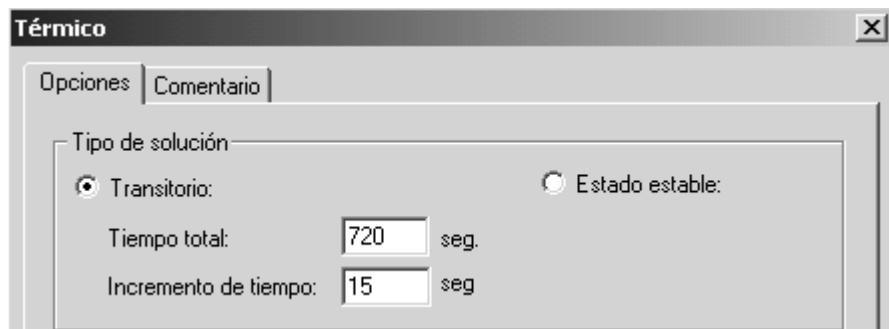 Térmico
Opciones Comentario
Tipo de solución
Transitorio: Estado estable:
Tiempo total: 720 seg.
Incremento de tiempo: 15 seg